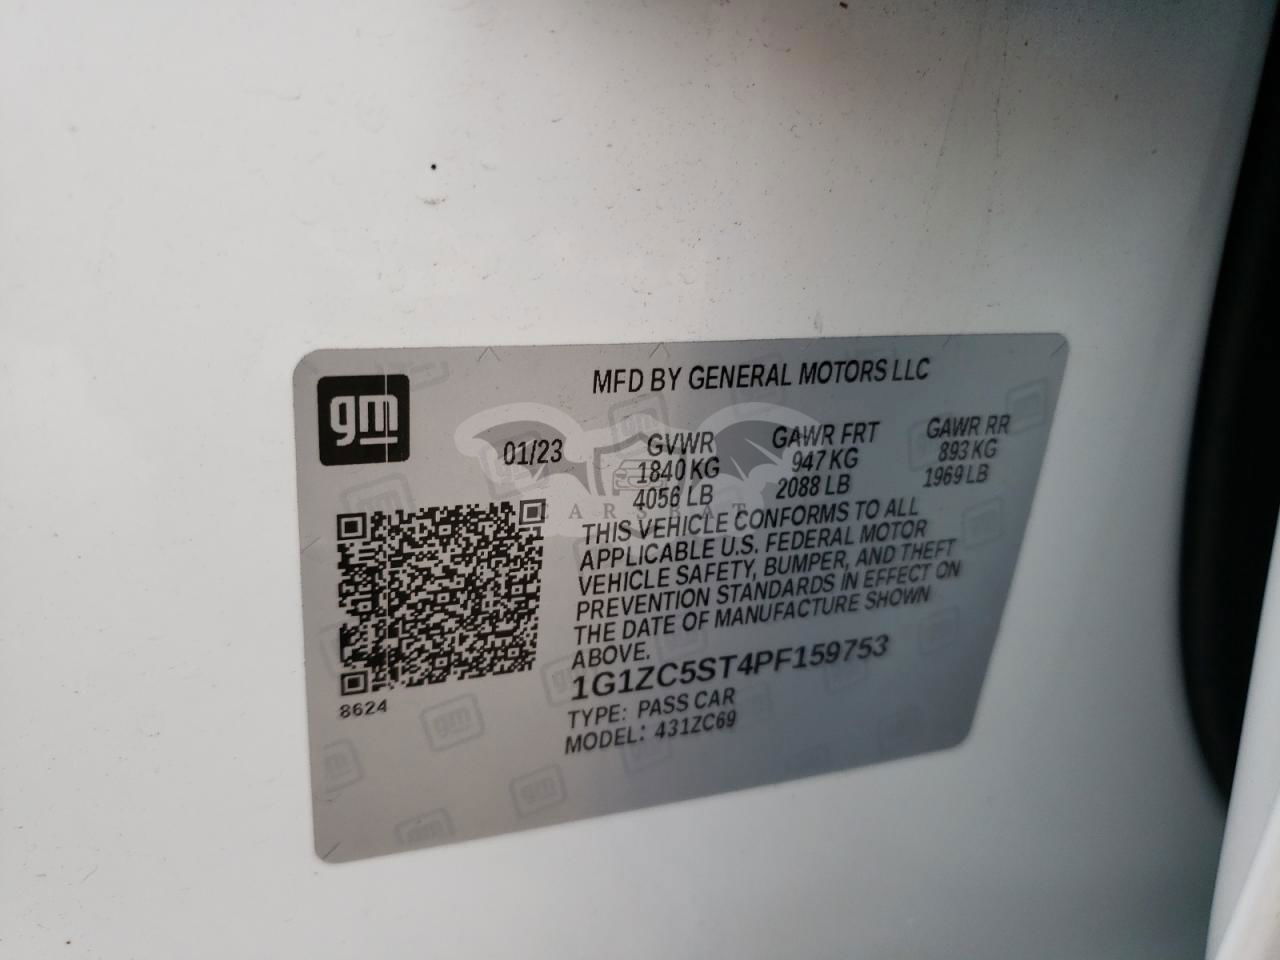 gm
MFD BY GENERAL MOTORS LLC
01/23
GVWR
1840 KG
4056 LB
GAWR FRT
947 KG
2088 LB
GAWR RR
893 KG
1969 LB
CARSBAT
THIS VEHICLE CONFORMS TO ALL
APPLICABLE U.S. FEDERAL MOTOR
VEHICLE SAFETY, BUMPER, AND THEFT
PREVENTION STANDARDS IN EFFECT ON
THE DATE OF MANUFACTURE SHOWN
ABOVE.
1G1ZC5ST4PF159753
TYPE: PASS CAR
MODEL: 431ZC69
8624